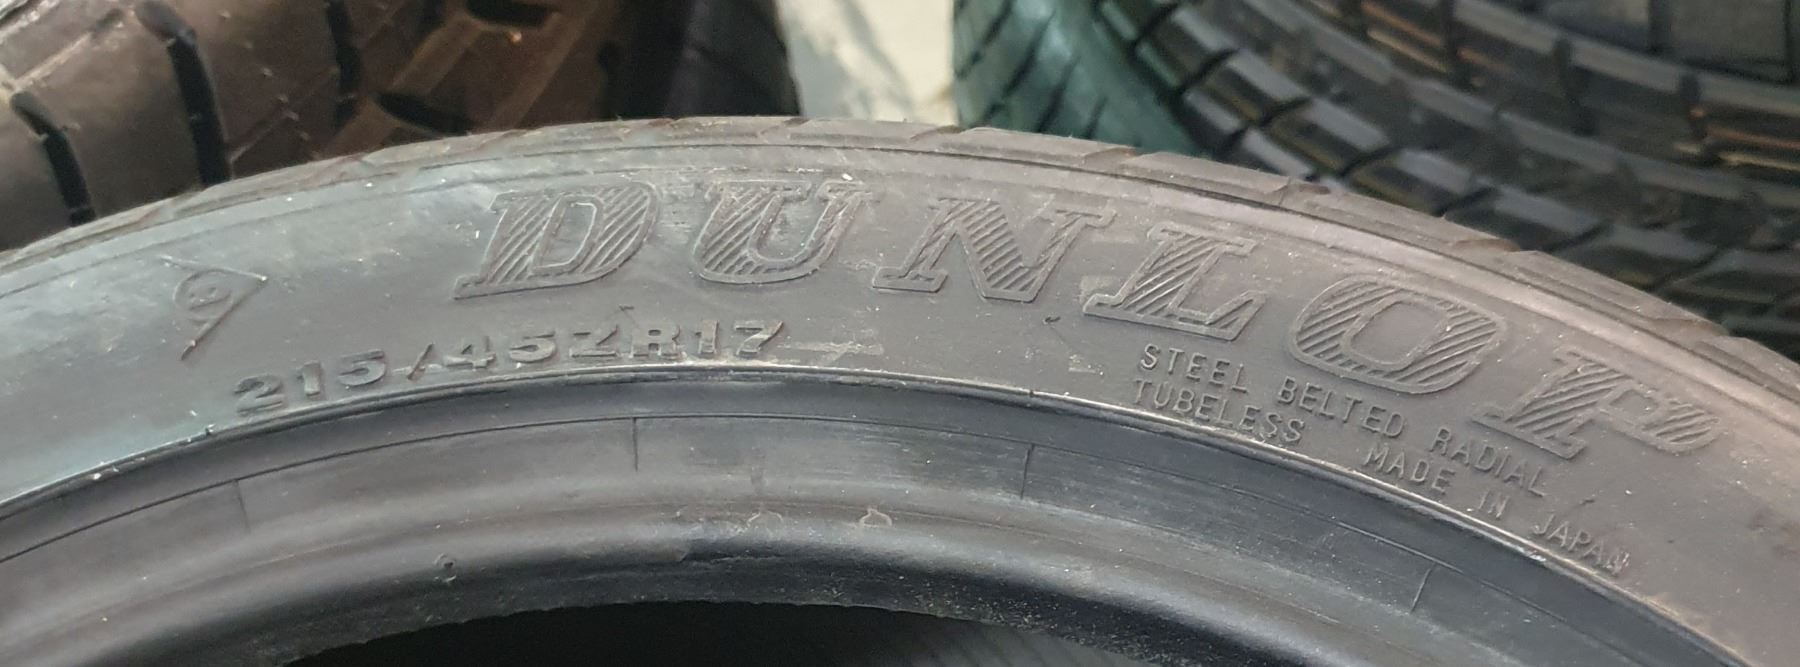 DUNLOP
215/45ZR17
STEEL BELTED RADIAL
TUBELESS MADE IN JAPAN